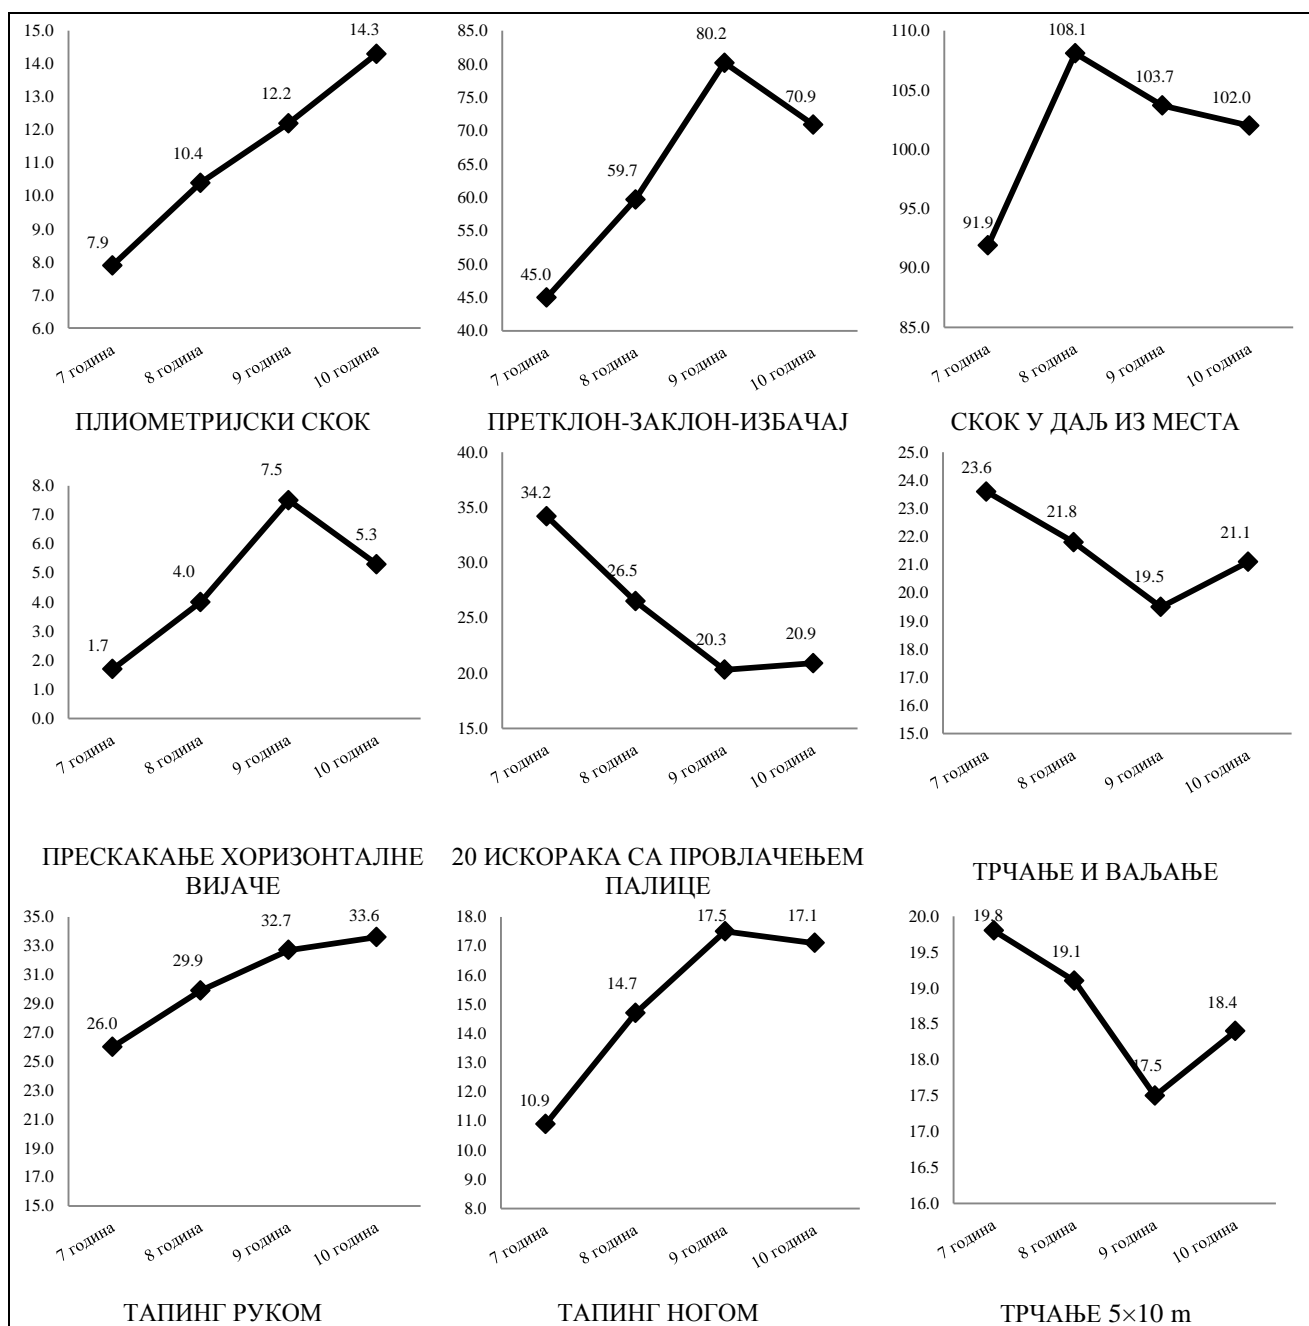 15.0
14.0
13.0
12.0
11.0
10.0
9.0
8.0
7.0
6.0
7.9
10.4
12.2
14.3
7 година
8 година
9 година
10 година
ПЛИОМЕТРИЈСКИ СКОК
85.0
80.0
75.0
70.0
65.0
60.0
55.0
50.0
45.0
40.0
45.0
59.7
80.2
70.9
7 година
8 година
9 година
10 година
ПРЕТКЛОН-ЗАКЛОН-ИЗБАЧАЈ
110.0
105.0
100.0
95.0
90.0
85.0
91.9
108.1
103.7
102.0
7 година
8 година
9 година
10 година
СКОК У ДАЉ ИЗ МЕСТА
8.0
7.0
6.0
5.0
4.0
3.0
2.0
1.0
0.0
1.7
4.0
7.5
5.3
7 година
8 година
9 година
10 година
ПРЕСКАКАЊЕ ХОРИЗОНТАЛНЕ
ВИЈАЧЕ
40.0
35.0
30.0
25.0
20.0
15.0
34.2
26.5
20.3
20.9
7 година
8 година
9 година
10 година
20 ИСКОРАКА СА ПРОВЛАЧЕЊЕМ
ПАЛИЦЕ
25.0
24.0
23.0
22.0
21.0
20.0
19.0
18.0
17.0
16.0
15.0
23.6
21.8
19.5
21.1
7 година
8 година
9 година
10 година
ТРЧАЊЕ И ВАЉАЊЕ
35.0
33.0
31.0
29.0
27.0
25.0
23.0
21.0
19.0
17.0
15.0
26.0
29.9
32.7
33.6
7 година
8 година
9 година
10 година
ТАПИНГ РУКОМ
18.0
17.0
16.0
15.0
14.0
13.0
12.0
11.0
10.0
9.0
8.0
10.9
14.7
17.5
17.1
7 година
8 година
9 година
10 година
ТАПИНГ НОГОМ
20.0
19.5
19.0
18.5
18.0
17.5
17.0
16.5
16.0
19.8
19.1
17.5
18.4
7 година
8 година
9 година
10 година
ТРЧАЊЕ 5×10 m